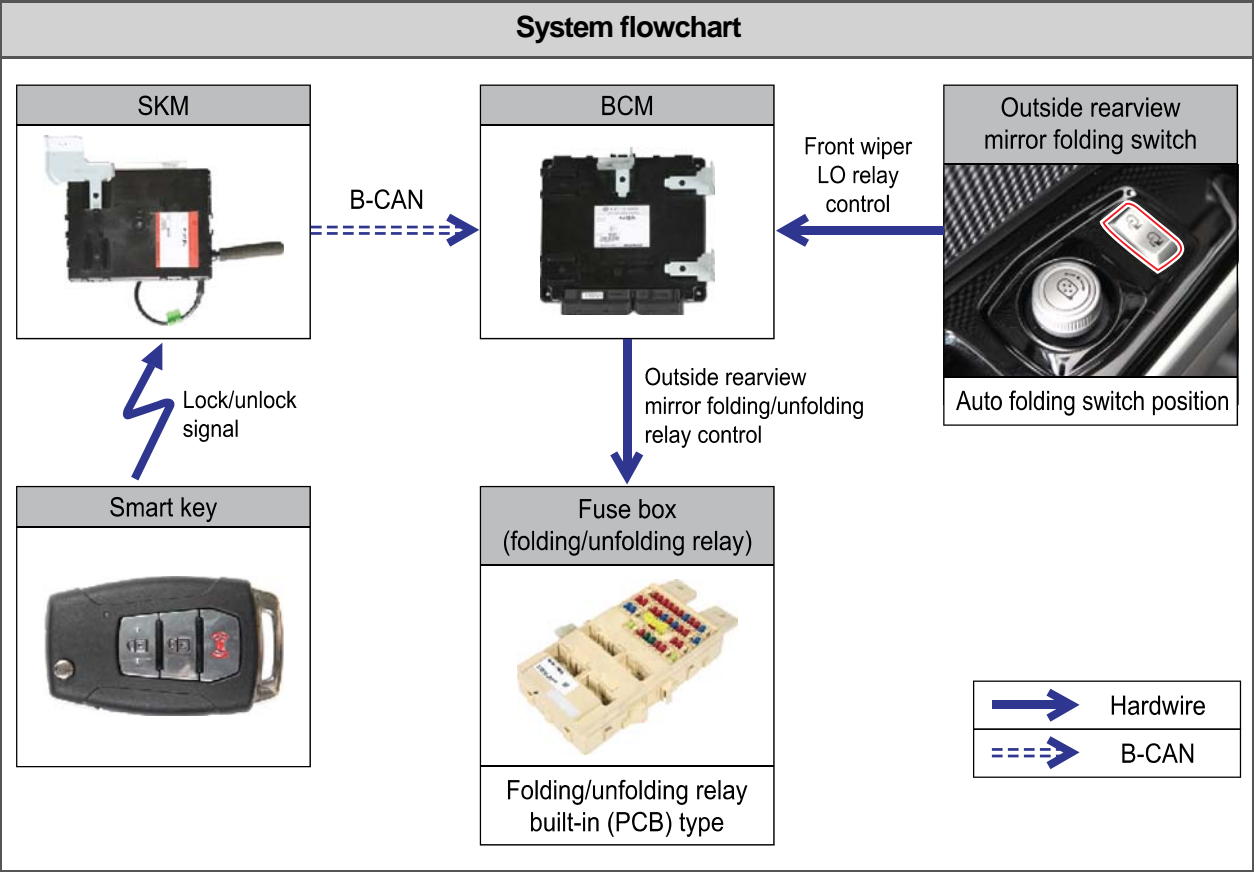 System flowchart
SKM
BCM
Outside rearview
mirror folding switch
B-CAN
Front wiper
LO relay
control
Auto folding switch position
Lock/unlock
signal
Outside rearview
mirror folding/unfolding
relay control
Smart key
Fuse box
(folding/unfolding relay)
Folding/unfolding relay
built-in (PCB) type
Hardwire
B-CAN